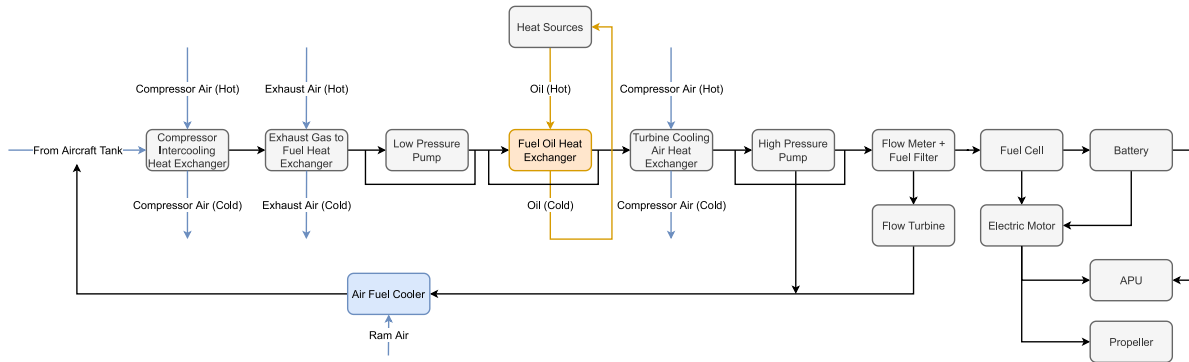 Heat Sources
Compressor Air (Hot)
Exhaust Air (Hot)
Oil (Hot)
Compressor Air (Hot)
From Aircraft Tank
Compressor
Intercooling
Heat Exchanger
Exhaust Gas to
Fuel Heat
Exchanger
Low Pressure
Pump
Fuel Oil Heat
Exchanger
Turbine Cooling
Air Heat
Exchanger
High Pressure
Pump
Flow Meter +
Fuel Filter
Fuel Cell
Battery
Compressor Air (Cold)
Exhaust Air (Cold)
Oil (Cold)
Compressor Air (Cold)
Flow Turbine
Electric Motor
Air Fuel Cooler
APU
Ram Air
Propeller